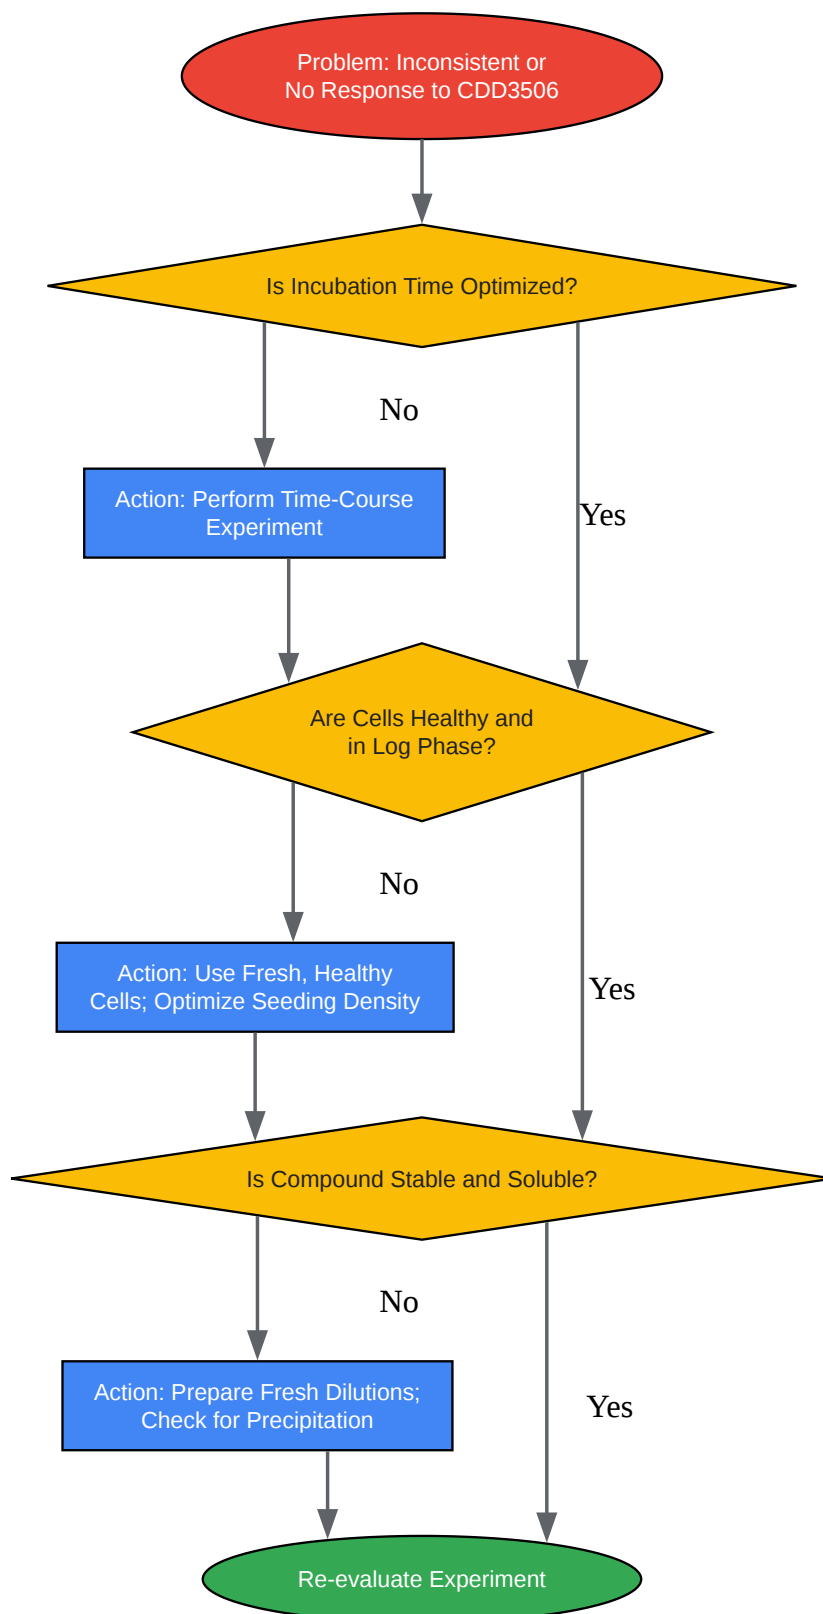 Problem: Inconsistent or
No Response to CDD3506
Is Incubation Time Optimized?
No
Action: Perform Time-Course
Experiment
Yes
Are Cells Healthy and
in Log Phase?
No
Action: Use Fresh, Healthy
Cells; Optimize Seeding Density
Yes
Is Compound Stable and Soluble?
No
Action: Prepare Fresh Dilutions;
Check for Precipitation
Yes
Re-evaluate Experiment